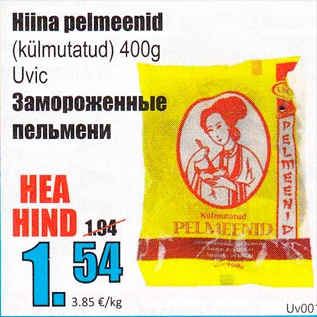 Hiina pelmeenid
(külmutatud) 400g
Uvic
Замороженные
пельмени
HEA
HIND 1.94
1.54
3.85 €/kg
Külmutatud
PELMEENID
PELMEENID
Uv001